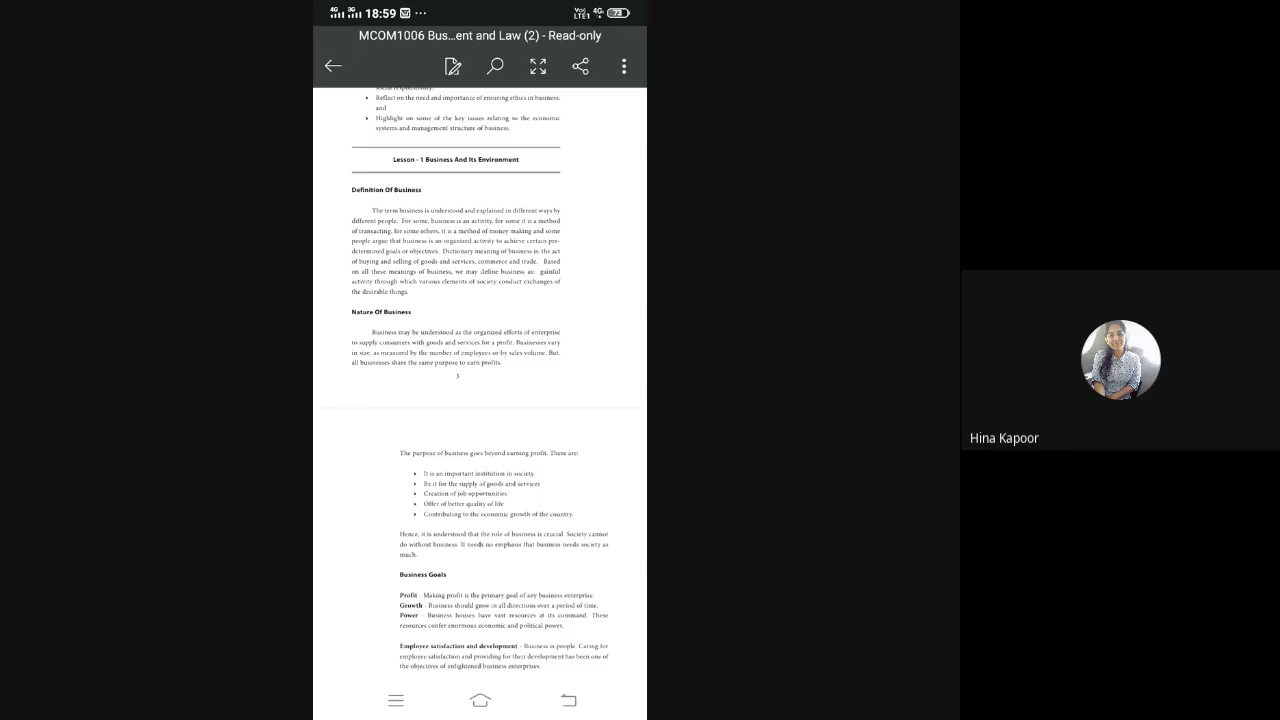 4G 3G 18:59 ... VoD LTE1 4G 73
MCOM1006 Bus...ent and Law (2) - Read-only
social responsibility;
Reflect on the need and importance of ensuring ethics in business;
and
Highlight on some of the key issues relating to the economic
systems and management structure of business.
Lesson - 1 Business And Its Environment
Definition Of Business
The term business is understood and explained in different ways by
different people. For some, business is an activity, for some it is a method
of transacting, for some others, it is a method of money making and some
people argue that business is an organized activity to achieve certain pre-
determined goals or objectives. Dictionary meaning of business is: the act
of buying and selling of goods and services, commerce and trade. Based
on all these meanings of business, we may define business as: gainful
activity through which various elements of society conduct exchanges of
the desirable things.
Nature Of Business
Business may be understood as the organized efforts of enterprise
to supply consumers with goods and services for a profit. Businesses vary
in size, as measured by the number of employees or by sales volume. But,
all businesses share the same purpose to earn profits.
3
The purpose of business goes beyond earning profit. There are:
It is an important institution in society.
Be it for the supply of goods and services
Creation of job opportunities
Offer of better quality of life
Contributing to the economic growth of the country.
Hence, it is understood that the role of business is crucial. Society cannot
do without business. It needs no emphasis that business needs society as
much.
Business Goals
Profit - Making profit is the primary goal of any business enterprise.
Growth - Business should grow in all directions over a period of time.
Power - Business houses have vast resources at its command. These
resources confer enormous economic and political power.
Employee satisfaction and development - Business is people. Caring for
employee satisfaction and providing for their development has been one of
the objectives of enlightened business enterprises.
Hina Kapoor